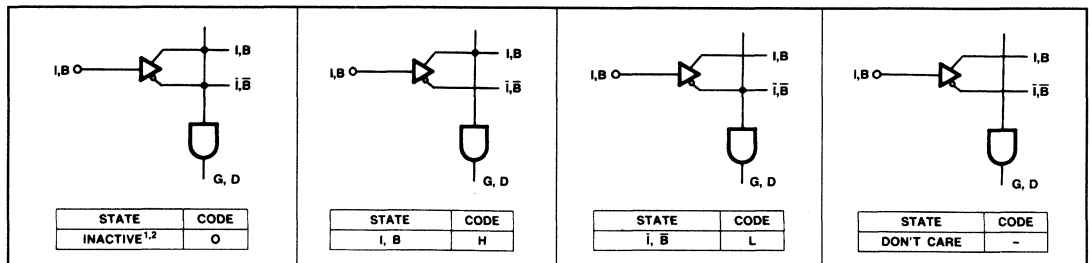 I,B
I,B
Ī,B̄
G, D
STATE CODE
INACTIVE¹,² O
I,B
I,B
Ī,B̄
G, D
STATE CODE
I, B H
I,B
I,B
Ī,B̄
G, D
STATE CODE
Ī, B̄ L
I,B
I,B
Ī,B̄
G, D
STATE CODE
DON'T CARE –